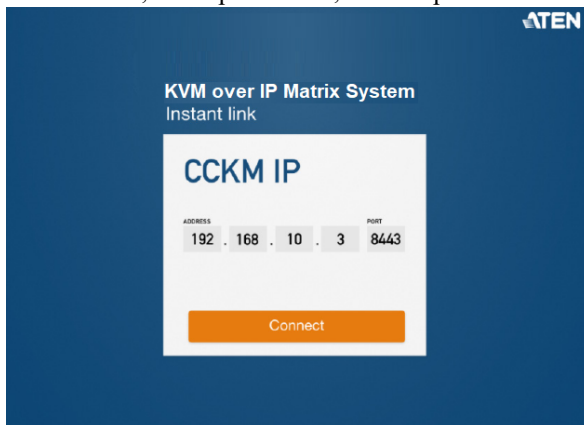 ATEN
KVM over IP Matrix System
Instant link
CCKM IP
ADDRESS PORT
192 . 168 . 10 . 3 8443
Connect